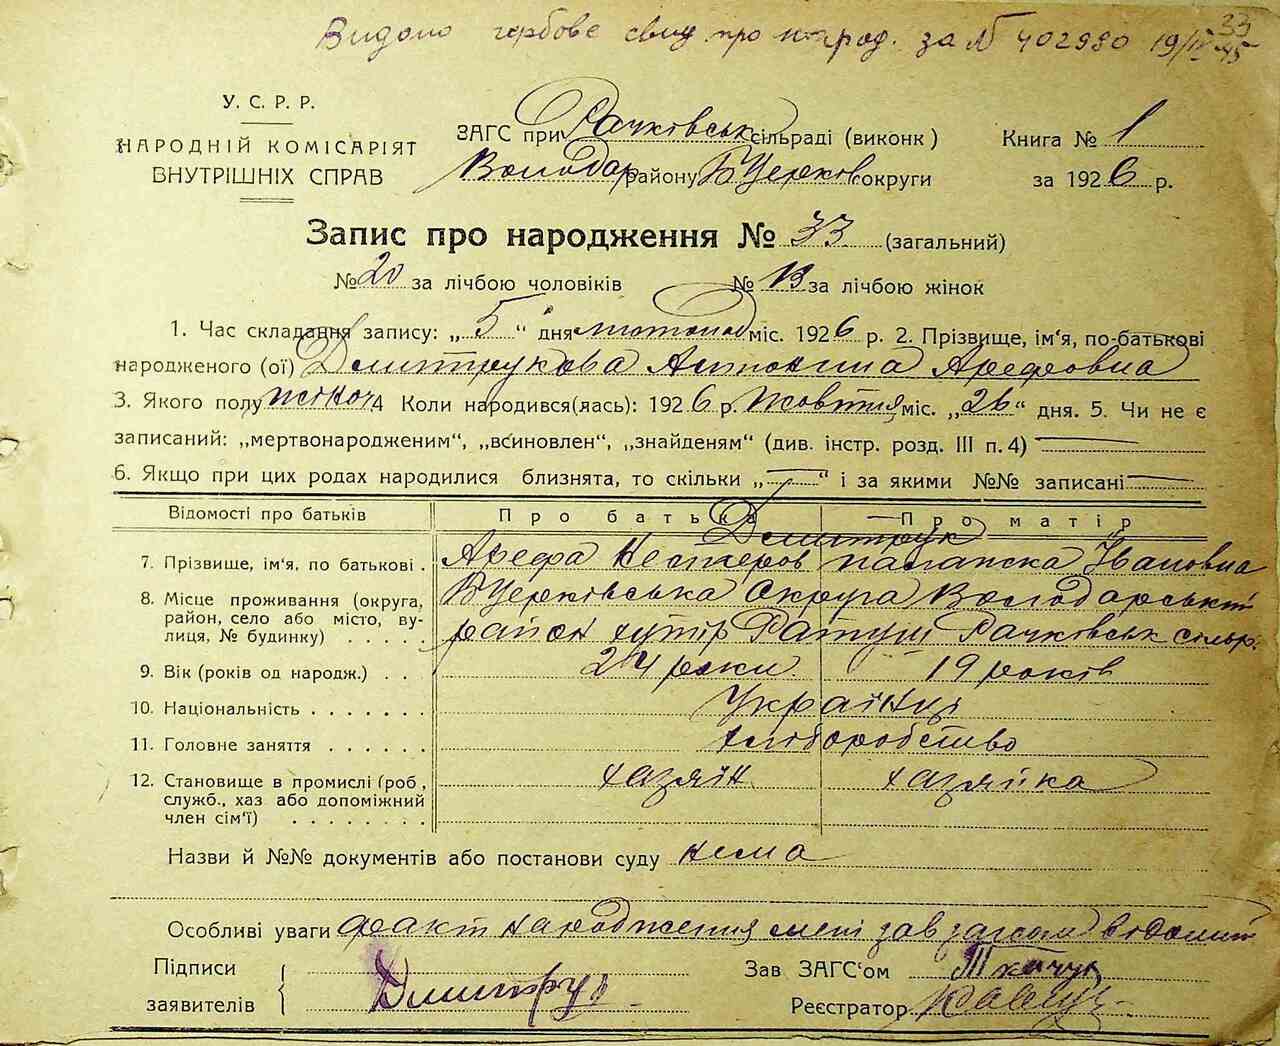 Видано гербове свид. про народ. за № 402980 19/IV 45
33
У. С. Р. Р.
НАРОДНІЙ КОМІСАРІЯТ
ВНУТРІШНІХ СПРАВ
ЗАГС при Рачківськ сільраді (виконк)
Володар району Б Церков. округи
Книга № 1
за 1926 р.
Запис про народження № 33 (загальний)
№ 20 за лічбою чоловіків № 13 за лічбою жінок
1. Час складання запису: „5“ дня листопад міс. 1926 р. 2. Прізвище, ім‘я, по-батькові
народженого (ої) Дмитрукова Антонина Арефовна
3. Якого полу жіноч 4 Коли народився(лась): 1926 р. Жовтня міс. „26“ дня. 5. Чи не є
записаний: „мертвонародженим“, „всиновлен“, „знайденям“ (див. інстр. розд. III п. 4) —
6. Якщо при цих родах народилися близнята, то скільки „—“ і за якими №№ записані —
Відомості про батьків Про батька Про матір
Дмитрук
7. Прізвище, ім‘я, по батькові . Арефа Нестеров Палажка Івановна
8. Місце проживання (округа, район, село або місто, вулиця, № будинку) . . . . Б Церківська Округа Володарськи
район хутір Ратуш Рачківськ сільр.
9. Вік (років од народж.) . . 24 роки 19 років
10. Національність . . . . . . . Українці
11. Головне заняття . . . . . . хліборобство
12. Становище в промислі (роб, служб., хаз або допоміжний член сім‘ї) . . . . . . . . хазяїн хазяйка
Назви й №№ документів або постанови суду нема
Особливі уваги факт народження мені зав загсом відомий
Підписи
заявителів
Дмитрук
Зав ЗАГС‘ом Ткачук
Реєстратор